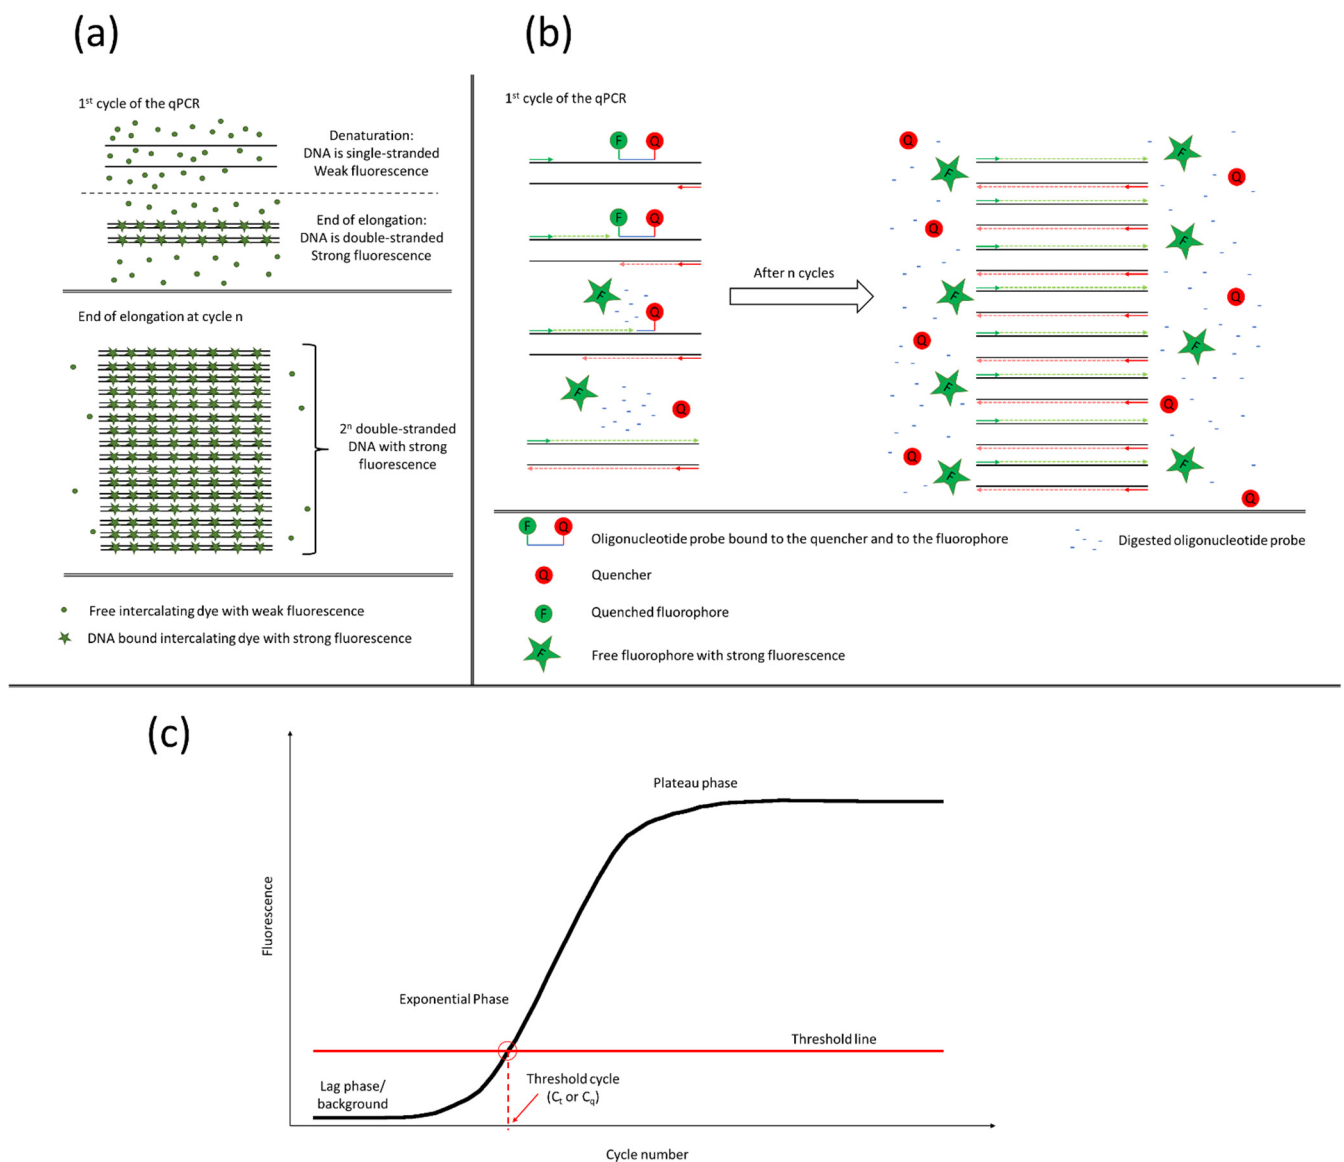 (a)
1st cycle of the qPCR
Denaturation:
DNA is single-stranded
Weak fluorescence
End of elongation:
DNA is double-stranded
Strong fluorescence
End of elongation at cycle n
2n double-stranded
DNA with strong
fluorescence
Free intercalating dye with weak fluorescence
DNA bound intercalating dye with strong fluorescence
(b)
1st cycle of the qPCR
F Q
F Q
F
Q
F
Q
After n cycles
Q
F
F
Q
Q
F
F
Q
Q
F
F
Q
Q
F
F
Q
F
F
Q
F Q
Oligonucleotide probe bound to the quencher and to the fluorophore
Digested oligonucleotide probe
Q
Quencher
F
Quenched fluorophore
F
Free fluorophore with strong fluorescence
(c)
Plateau phase
Fluorescence
Exponential Phase
Threshold line
Lag phase/
background
Threshold cycle
(Ct or Cq)
Cycle number